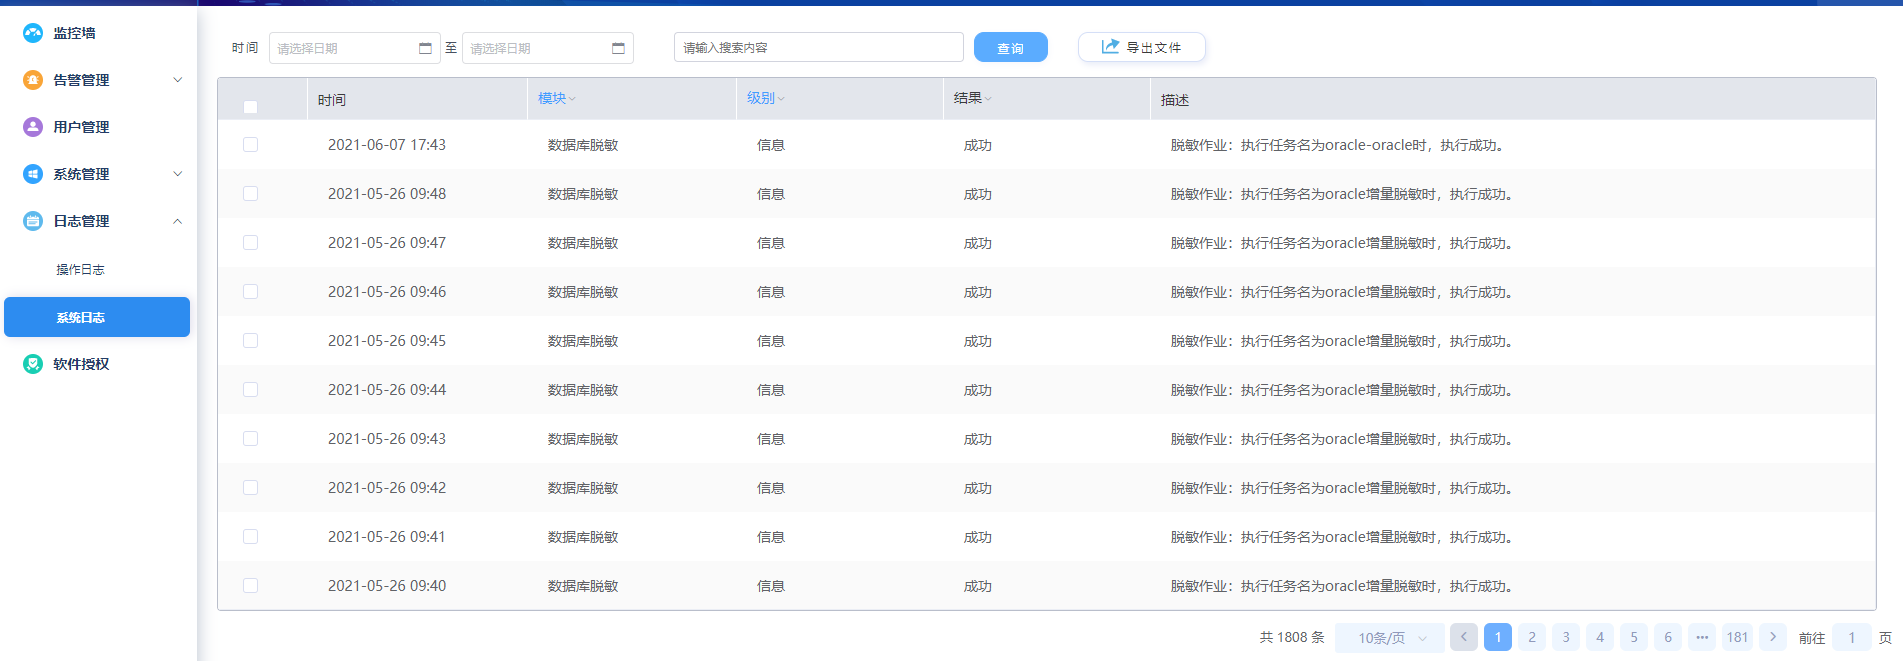 监控墙
告警管理
用户管理
系统管理
日志管理
操作日志
系统日志
软件授权
时间 请选择日期 至 请选择日期 请输入搜索内容 查询 导出文件
时间 模块 级别 结果 描述
2021-06-07 17:43 数据库脱敏 信息 成功 脱敏作业：执行任务名为oracle-oracle时，执行成功。
2021-05-26 09:48 数据库脱敏 信息 成功 脱敏作业：执行任务名为oracle增量脱敏时，执行成功。
2021-05-26 09:47 数据库脱敏 信息 成功 脱敏作业：执行任务名为oracle增量脱敏时，执行成功。
2021-05-26 09:46 数据库脱敏 信息 成功 脱敏作业：执行任务名为oracle增量脱敏时，执行成功。
2021-05-26 09:45 数据库脱敏 信息 成功 脱敏作业：执行任务名为oracle增量脱敏时，执行成功。
2021-05-26 09:44 数据库脱敏 信息 成功 脱敏作业：执行任务名为oracle增量脱敏时，执行成功。
2021-05-26 09:43 数据库脱敏 信息 成功 脱敏作业：执行任务名为oracle增量脱敏时，执行成功。
2021-05-26 09:42 数据库脱敏 信息 成功 脱敏作业：执行任务名为oracle增量脱敏时，执行成功。
2021-05-26 09:41 数据库脱敏 信息 成功 脱敏作业：执行任务名为oracle增量脱敏时，执行成功。
2021-05-26 09:40 数据库脱敏 信息 成功 脱敏作业：执行任务名为oracle增量脱敏时，执行成功。
共 1808 条 10条/页 1 2 3 4 5 6 ••• 181 前往 1 页